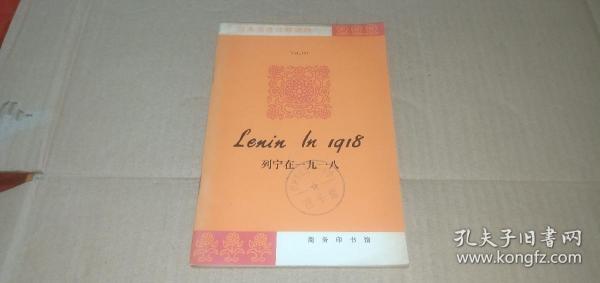 Lenin In 1918
列宁在一九一八
商务印书馆
孔夫子旧书网
www.kongfz.com